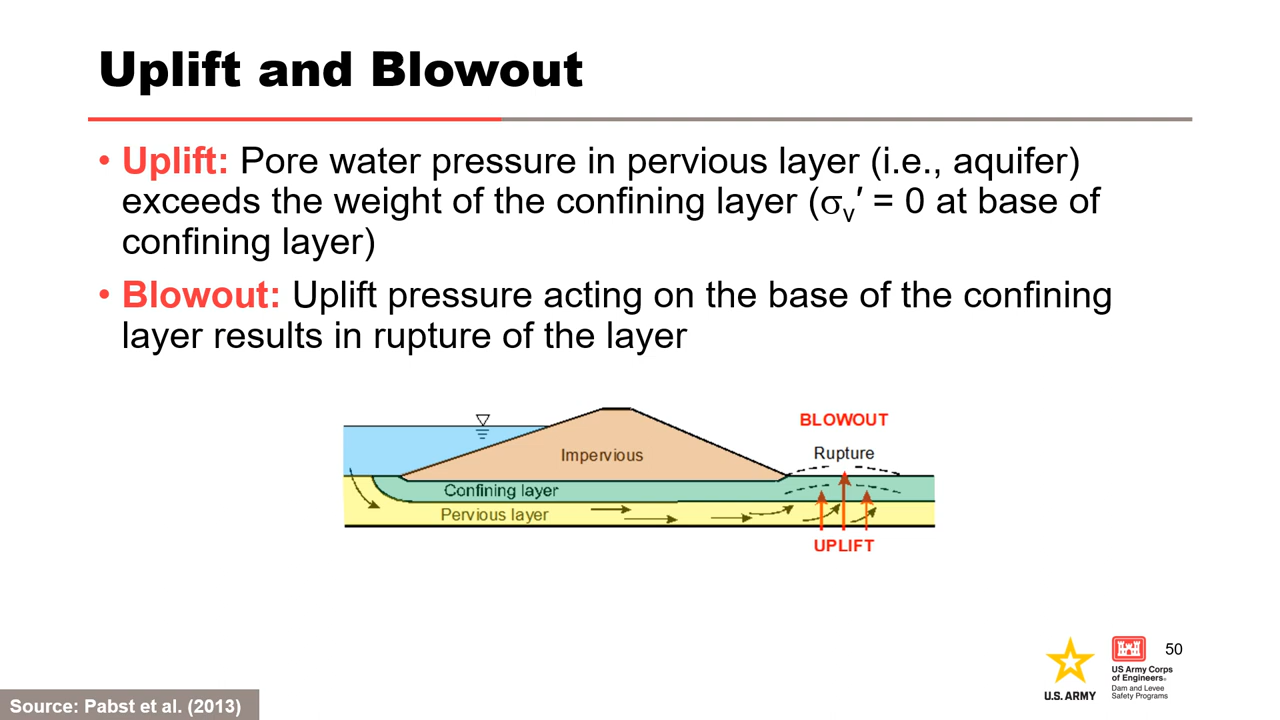 Uplift and Blowout
• Uplift: Pore water pressure in pervious layer (i.e., aquifer)
exceeds the weight of the confining layer (σv′ = 0 at base of
confining layer)
• Blowout: Uplift pressure acting on the base of the confining
layer results in rupture of the layer
BLOWOUT
Rupture
Impervious
Confining layer
Pervious layer
UPLIFT
50
U.S. ARMY
US Army Corps
of Engineers®
Dam and Levee
Safety Programs
Source: Pabst et al. (2013)